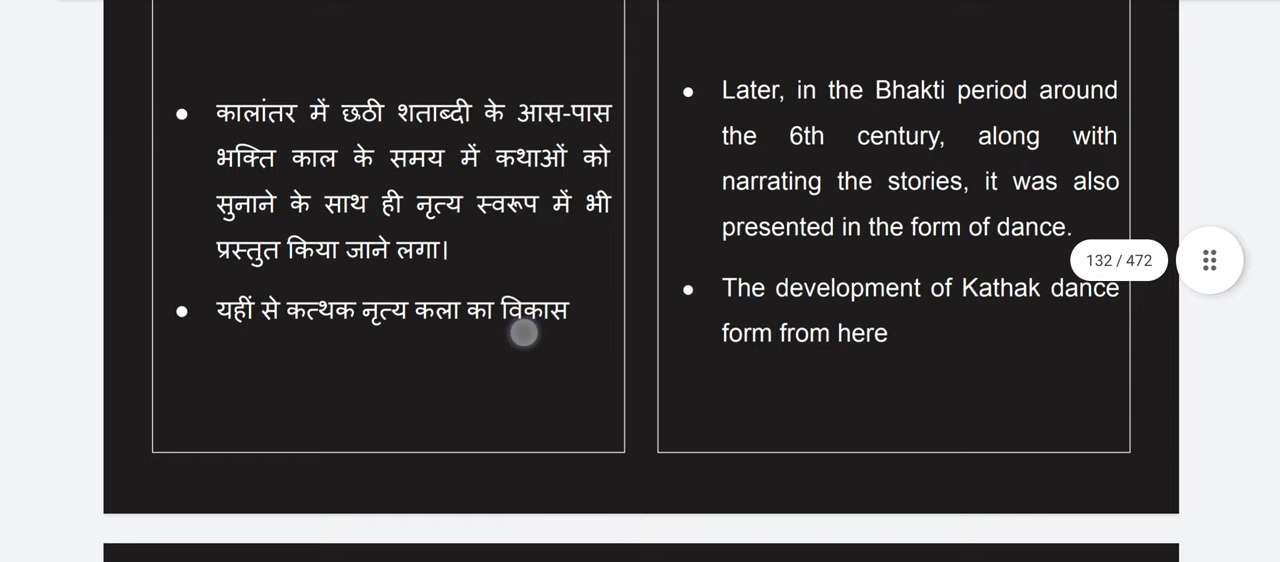 ● कालांतर में छठी शताब्दी के आस-पास
भक्ति काल के समय में कथाओं को
सुनाने के साथ ही नृत्य स्वरूप में भी
प्रस्तुत किया जाने लगा।
● यहीं से कत्थक नृत्य कला का विकास
● Later, in the Bhakti period around
the 6th century, along with
narrating the stories, it was also
presented in the form of dance.
● The development of Kathak dance
form from here
132 / 472